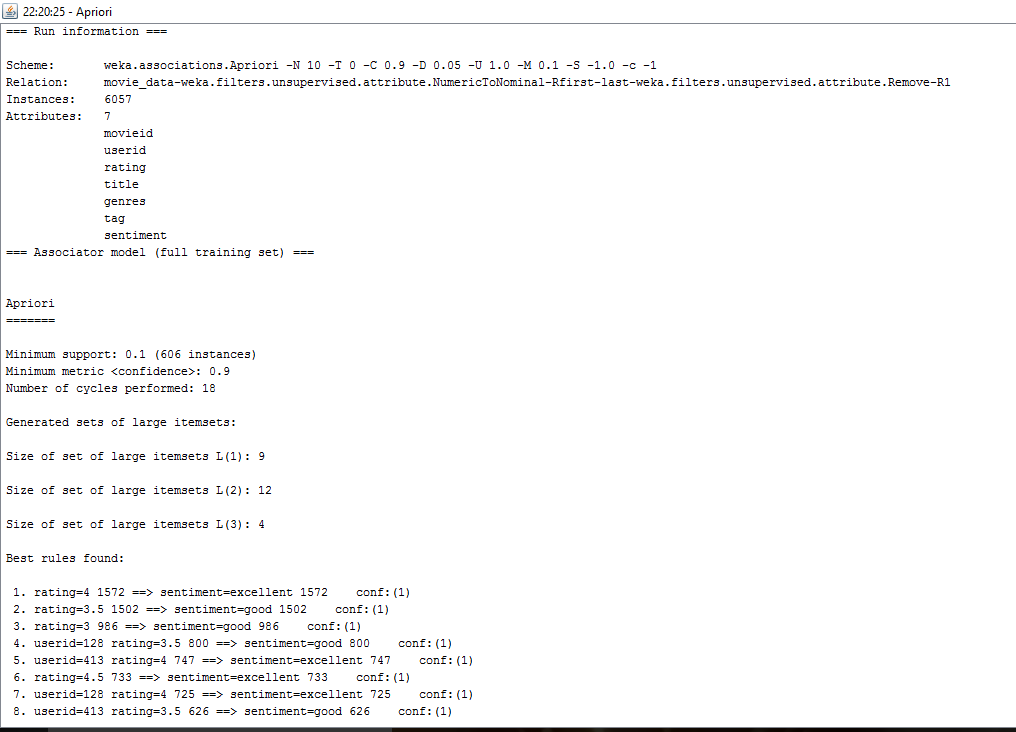 22:20:25 - Apriori
=== Run information ===
Scheme: weka.associations.Apriori -N 10 -T 0 -C 0.9 -D 0.05 -U 1.0 -M 0.1 -S -1.0 -c -1
Relation: movie_data-weka.filters.unsupervised.attribute.NumericToNominal-Rfirst-last-weka.filters.unsupervised.attribute.Remove-R1
Instances: 6057
Attributes: 7
movieid
userid
rating
title
genres
tag
sentiment
=== Associator model (full training set) ===
Apriori
=======
Minimum support: 0.1 (606 instances)
Minimum metric <confidence>: 0.9
Number of cycles performed: 18
Generated sets of large itemsets:
Size of set of large itemsets L(1): 9
Size of set of large itemsets L(2): 12
Size of set of large itemsets L(3): 4
Best rules found:
1. rating=4 1572 ==> sentiment=excellent 1572 conf:(1)
2. rating=3.5 1502 ==> sentiment=good 1502 conf:(1)
3. rating=3 986 ==> sentiment=good 986 conf:(1)
4. userid=128 rating=3.5 800 ==> sentiment=good 800 conf:(1)
5. userid=413 rating=4 747 ==> sentiment=excellent 747 conf:(1)
6. rating=4.5 733 ==> sentiment=excellent 733 conf:(1)
7. userid=128 rating=4 725 ==> sentiment=excellent 725 conf:(1)
8. userid=413 rating=3.5 626 ==> sentiment=good 626 conf:(1)